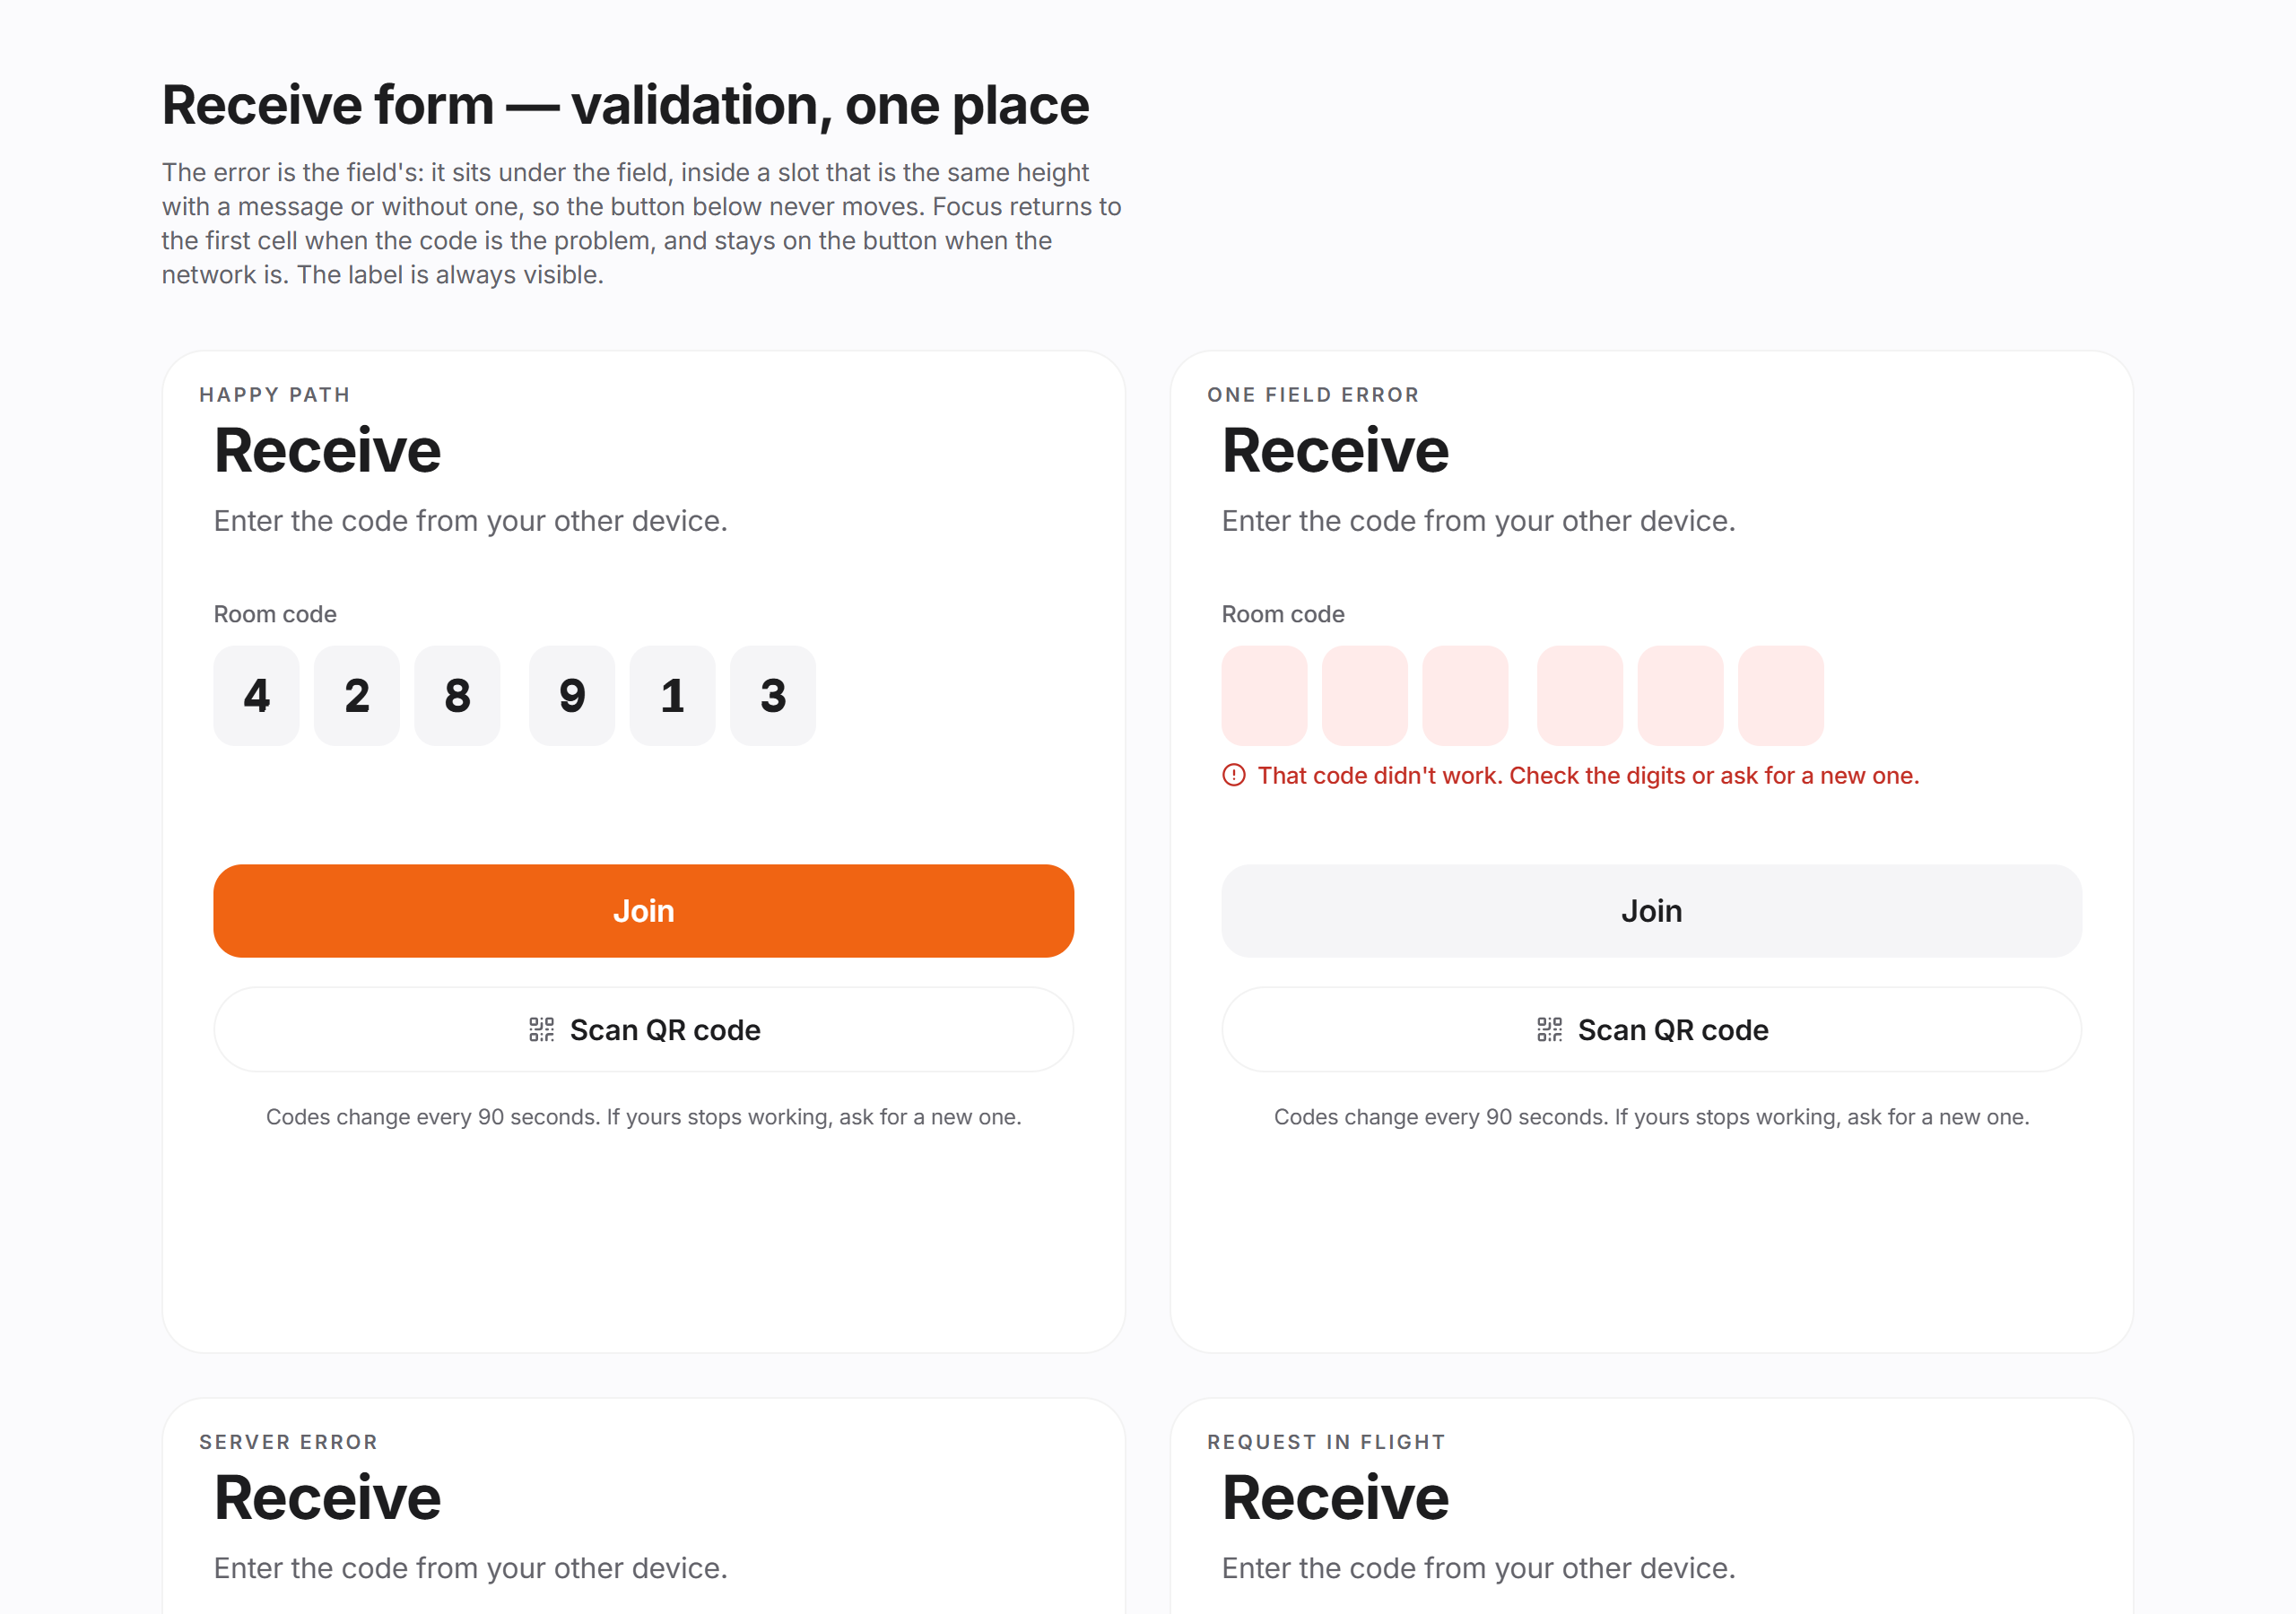 Receive form — validation, one place
The error is the field's: it sits under the field, inside a slot that is the same height
with a message or without one, so the button below never moves. Focus returns to
the first cell when the code is the problem, and stays on the button when the
network is. The label is always visible.
HAPPY PATH
Receive
Enter the code from your other device.
Room code
4 2 8 9 1 3
Join
Scan QR code
Codes change every 90 seconds. If yours stops working, ask for a new one.
ONE FIELD ERROR
Receive
Enter the code from your other device.
Room code
That code didn't work. Check the digits or ask for a new one.
Join
Scan QR code
Codes change every 90 seconds. If yours stops working, ask for a new one.
SERVER ERROR
Receive
Enter the code from your other device.
REQUEST IN FLIGHT
Receive
Enter the code from your other device.